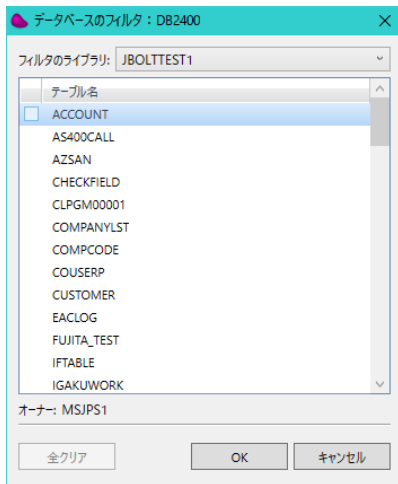 データベースのフィルタ：DB2400
フィルタのライブラリ: JBOLTTEST1
テーブル名
ACCOUNT
AS400CALL
AZSAN
CHECKFIELD
CLPGM00001
COMPANYLST
COMPCODE
COUSERP
CUSTOMER
EACLOG
FUJITA_TEST
IFTABLE
IGAKUWORK
オーナー: MSJPS1
全クリア OK キャンセル